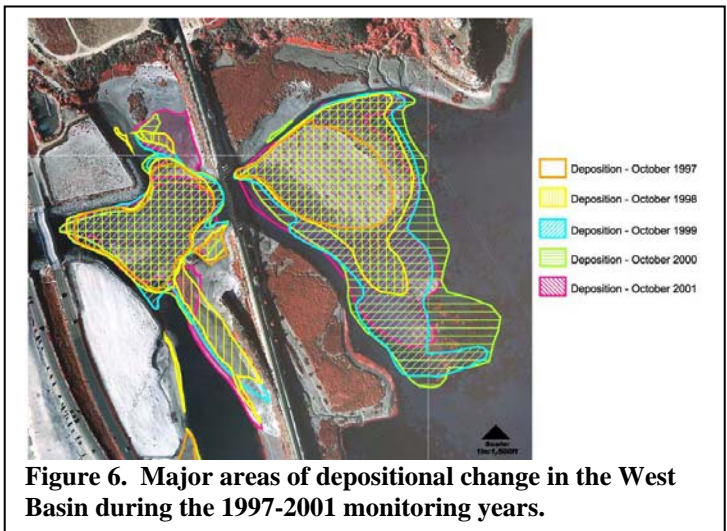 Deposition - October 1997
Deposition - October 1998
Deposition - October 1999
Deposition - October 2000
Deposition - October 2001
Figure 6. Major areas of depositional change in the West
Basin during the 1997-2001 monitoring years.